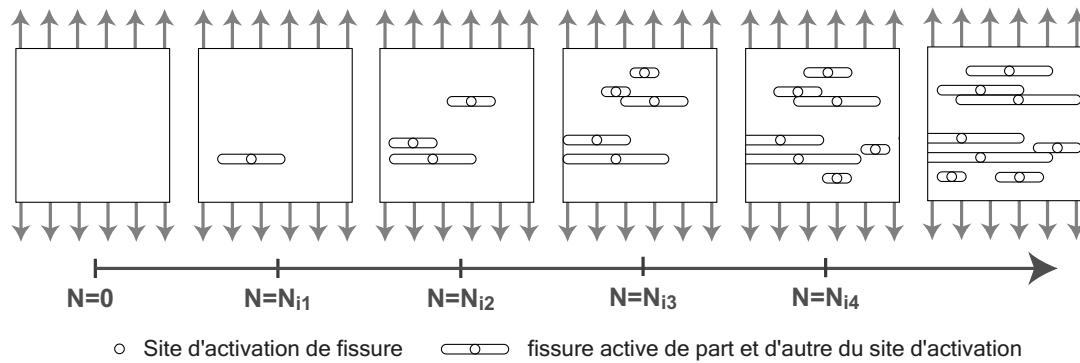 N=0 N=Ni1 N=Ni2 N=Ni3 N=Ni4
Site d'activation de fissure fissure active de part et d'autre du site d'activation